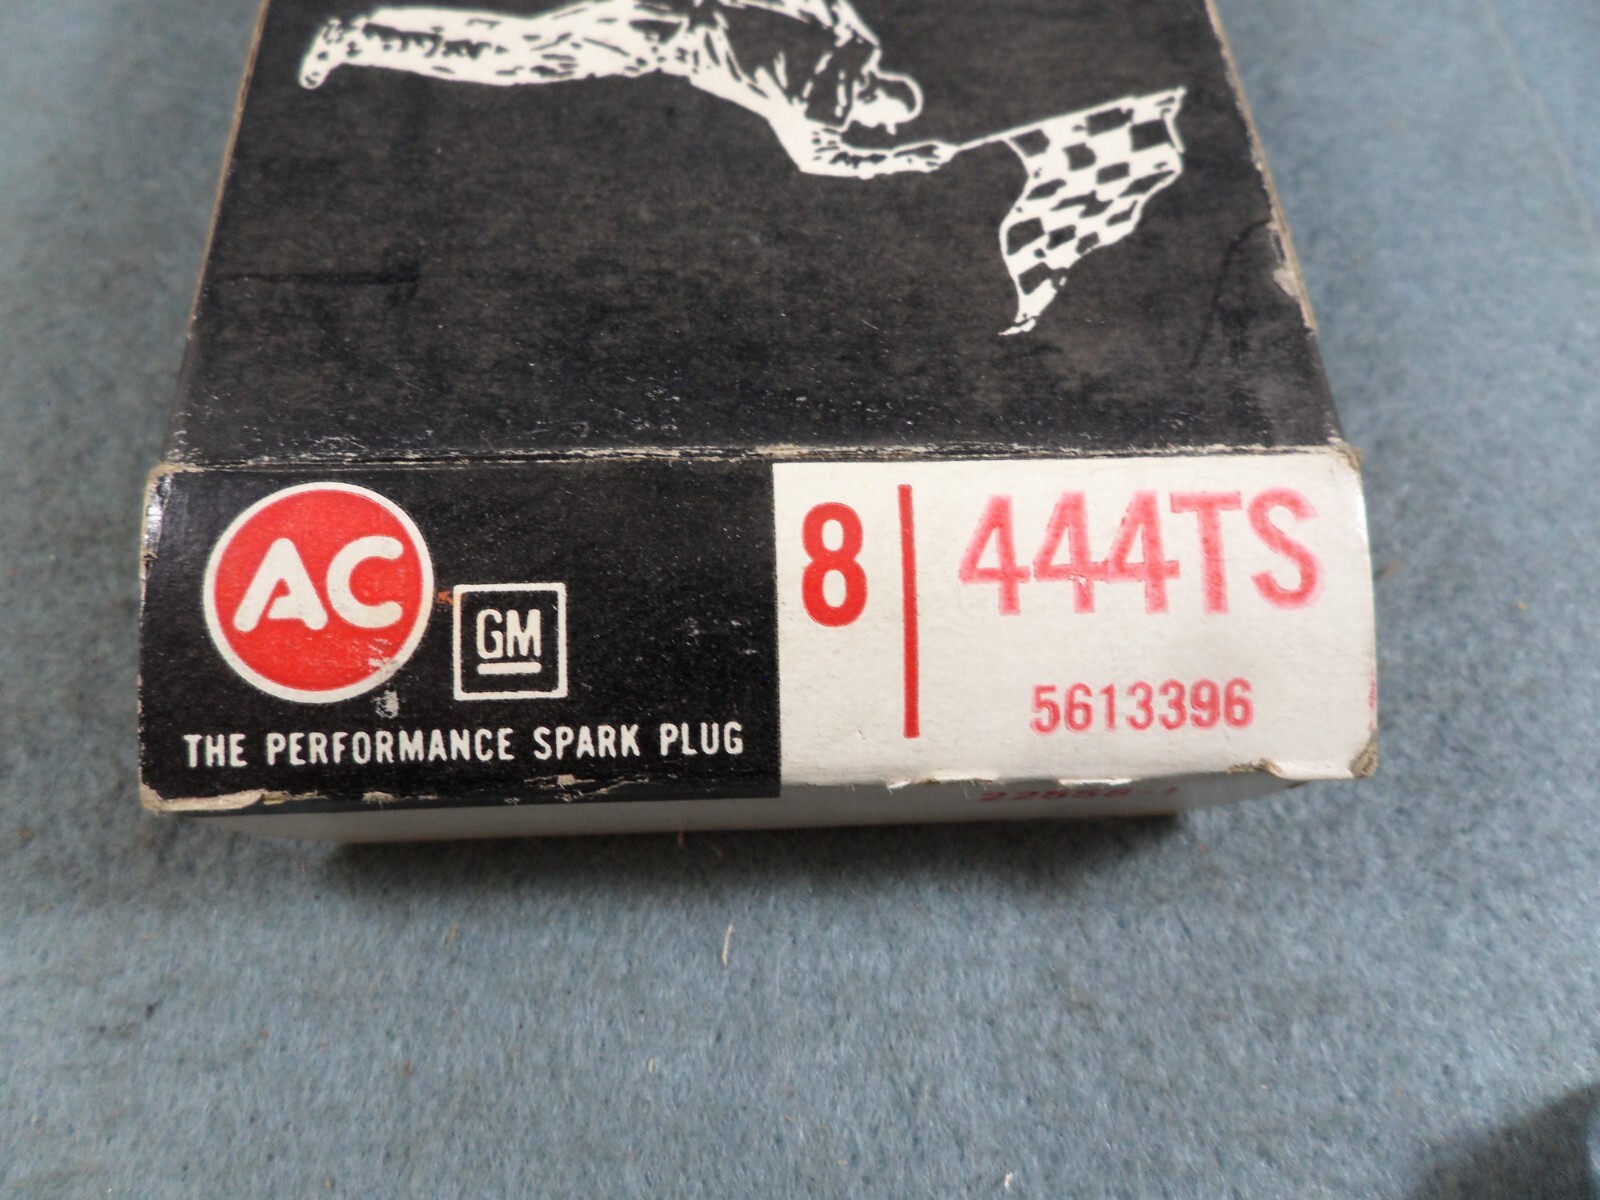 AC
GM
THE PERFORMANCE SPARK PLUG
8
444TS
5613396